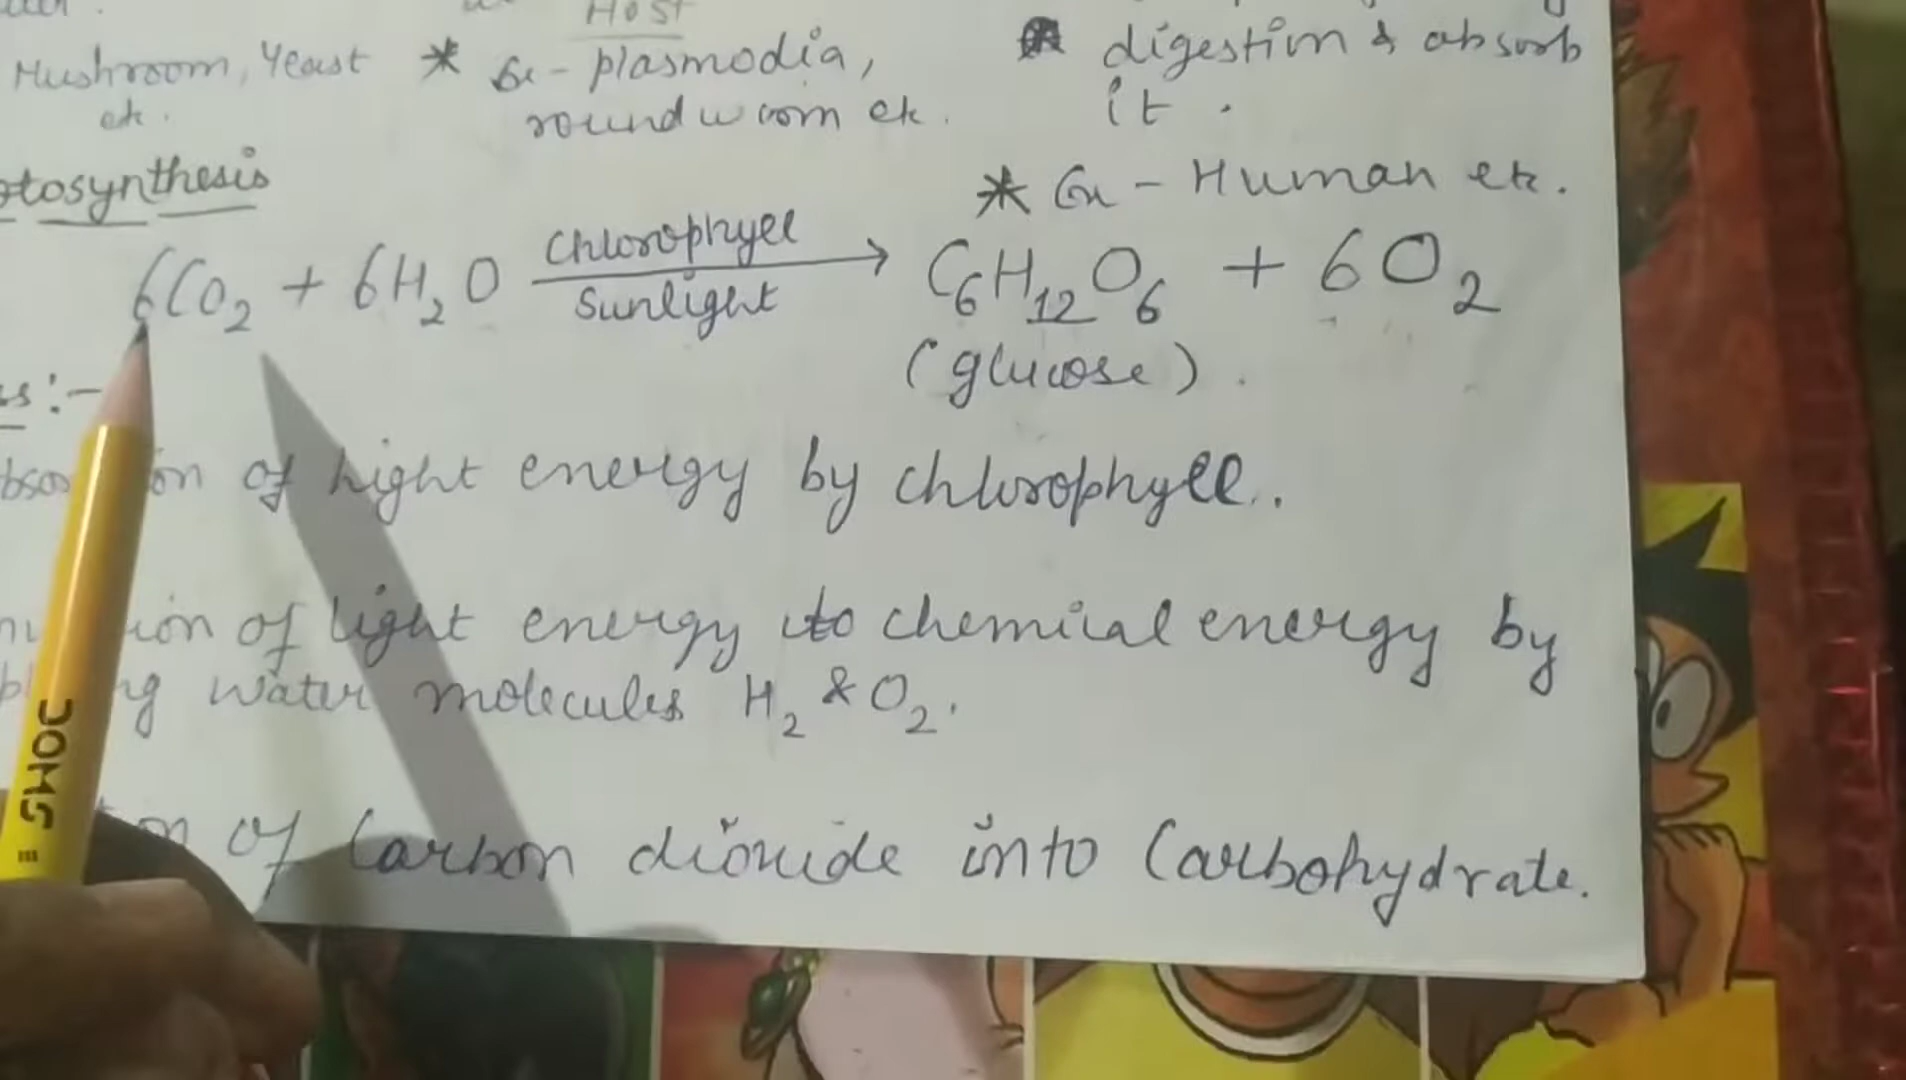 HOST
Mushroom, Yeast
etc.
* Ex - plasmodia,
roundworm etc.
digestion & absorb
it.
* Ex - Human etc.
otosynthesis
6CO2 + 6H2O Chlorophyll Sunlight → C6H12O6 + 6O2
(glucose).
of light energy by chlorophyll.
of light energy to chemical energy by
water molecules H2 & O2.
of Carbon dioxide into Carbohydrate.
DOMS